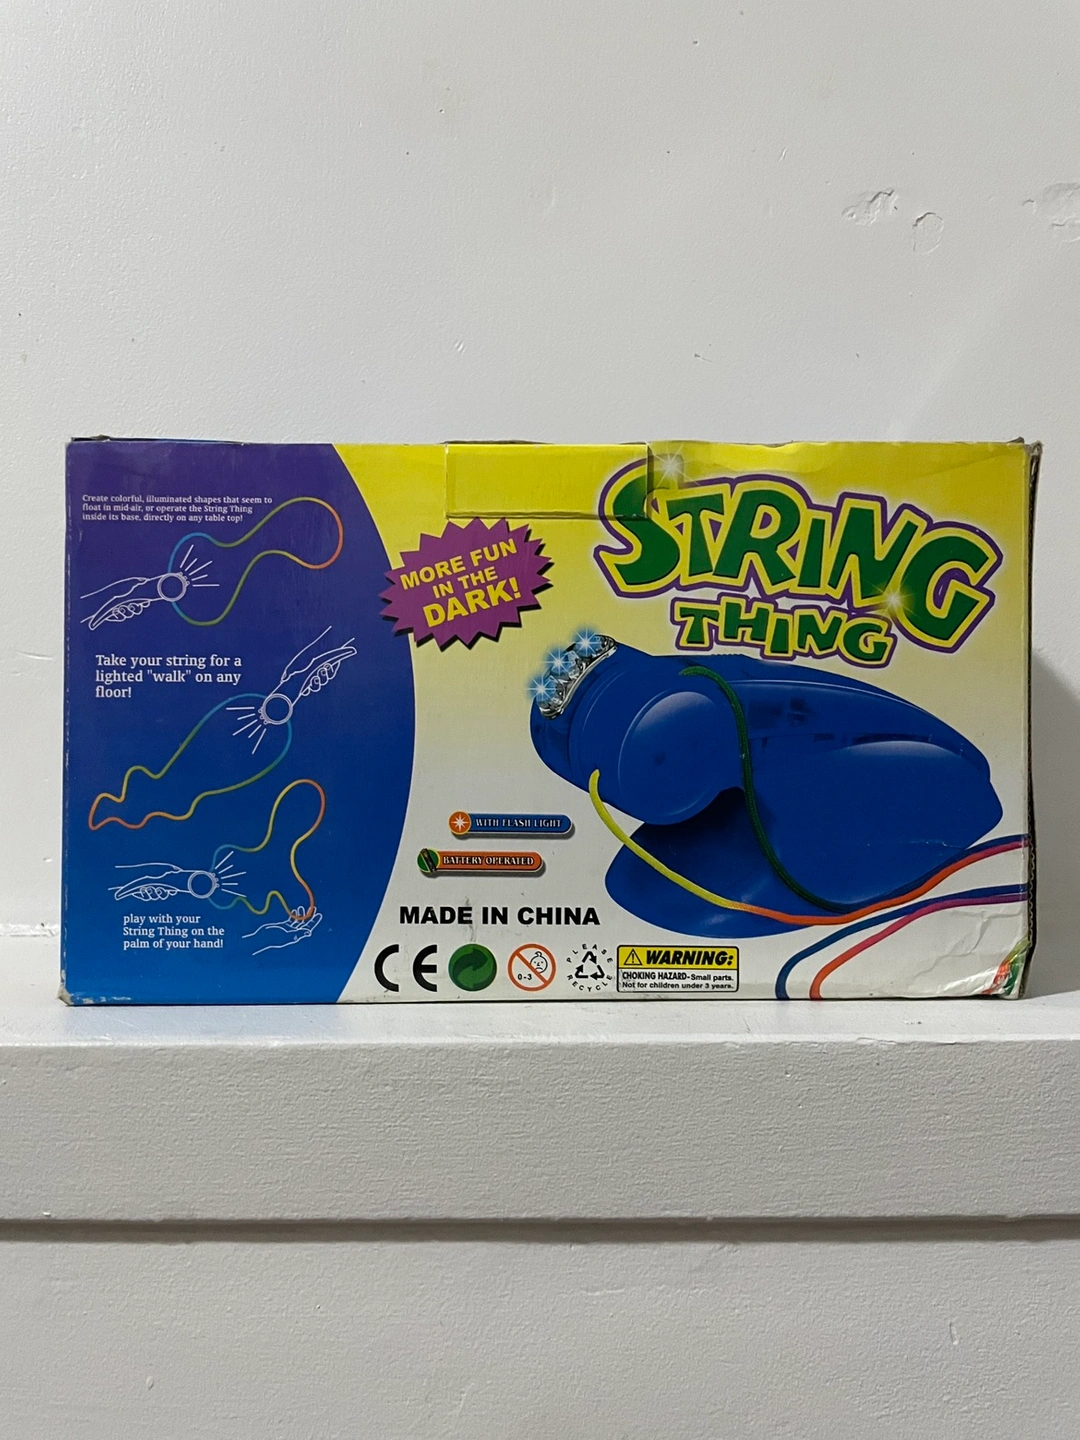 Create colorful, illuminated shapes that seem to
float in mid-air, or operate the String Thing
inside its base, directly on any table top!
Take your string for a
lighted "walk" on any
floor!
play with your
String Thing on the
palm of your hand!
MORE FUN
IN THE
DARK!
STRING
THING
WITH FLASH LIGHT
BATTERY OPERATED
MADE IN CHINA
CE
0-3
PLEASE
RECYCLE
WARNING:
CHOKING HAZARD-Small parts.
Not for children under 3 years.